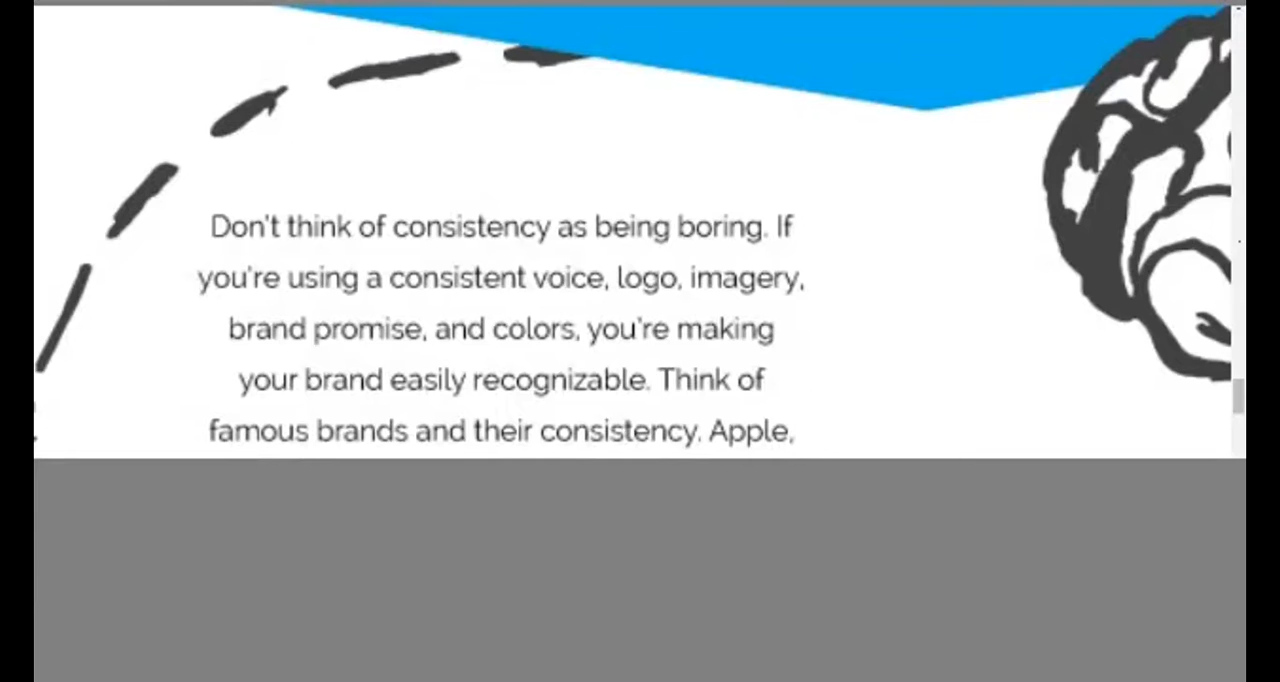 Don't think of consistency as being boring. If
you're using a consistent voice, logo, imagery,
brand promise, and colors, you're making
your brand easily recognizable. Think of
famous brands and their consistency. Apple,